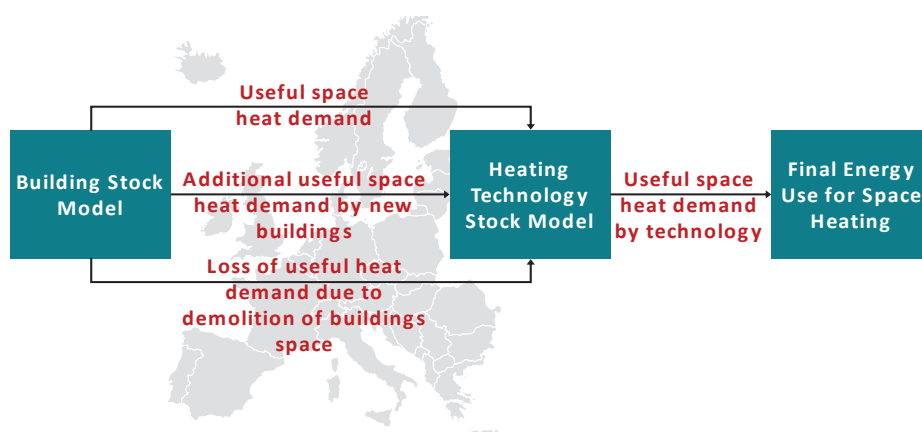 Useful space
heat demand
Building Stock
Model
Additional useful space
heat demand by new
buildings
Heating
Technology
Stock Model
Useful space
heat demand
by technology
Final Energy
Use for Space
Heating
Loss of useful heat
demand due to
demolition of buildings
space